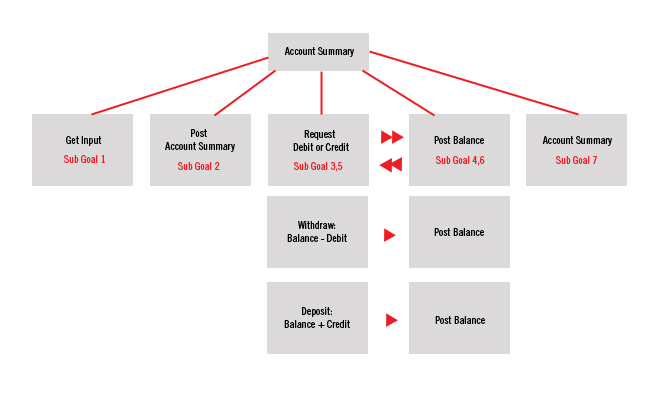 Account Summary
Get Input
Sub Goal 1
Post
Account Summary
Sub Goal 2
Request
Debit or Credit
Sub Goal 3,5
Post Balance
Sub Goal 4,6
Account Summary
Sub Goal 7
Withdraw:
Balance - Debit
Post Balance
Deposit:
Balance + Credit
Post Balance